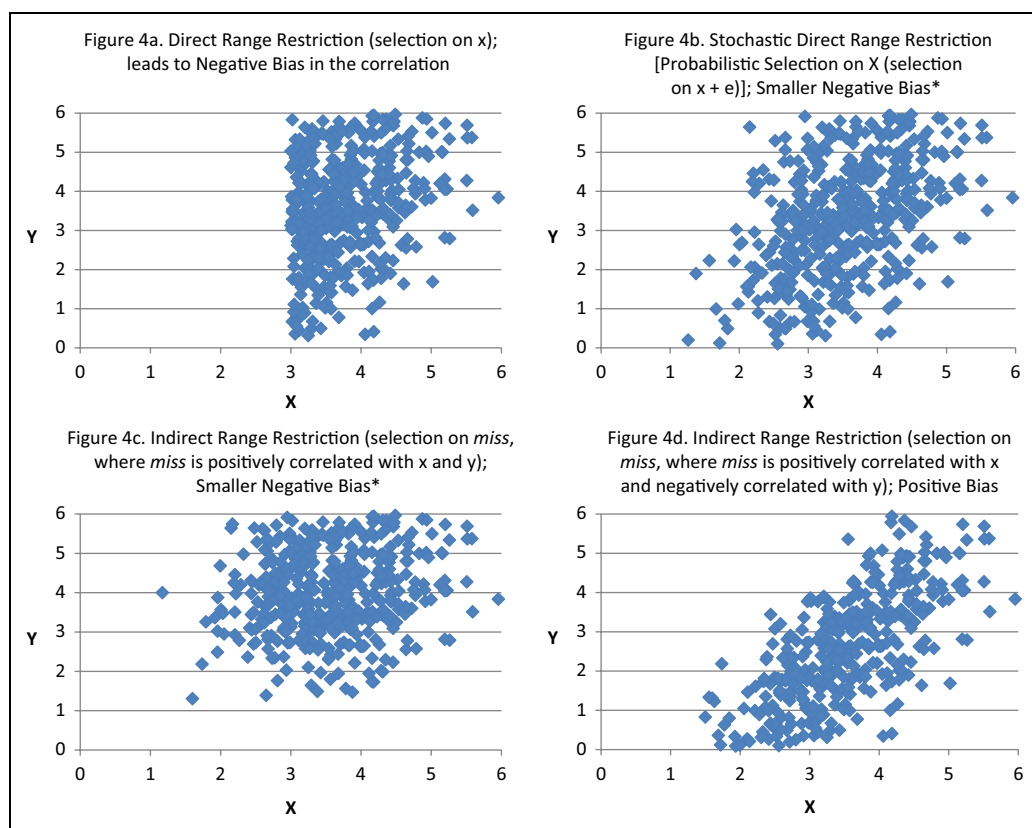 Figure 4a. Direct Range Restriction (selection on x);
leads to Negative Bias in the correlation
6
5
4
3
2
1
0
Y
0 1 2 3 4 5 6
X
Figure 4b. Stochastic Direct Range Restriction
[Probabilistic Selection on X (selection
on x + e)]; Smaller Negative Bias*
6
5
4
3
2
1
0
Y
0 1 2 3 4 5 6
X
Figure 4c. Indirect Range Restriction (selection on miss,
where miss is positively correlated with x and y);
Smaller Negative Bias*
6
5
4
3
2
1
0
Y
0 1 2 3 4 5 6
X
Figure 4d. Indirect Range Restriction (selection on
miss, where miss is positively correlated with x
and negatively correlated with y); Positive Bias
6
5
4
3
2
1
0
Y
0 1 2 3 4 5 6
X